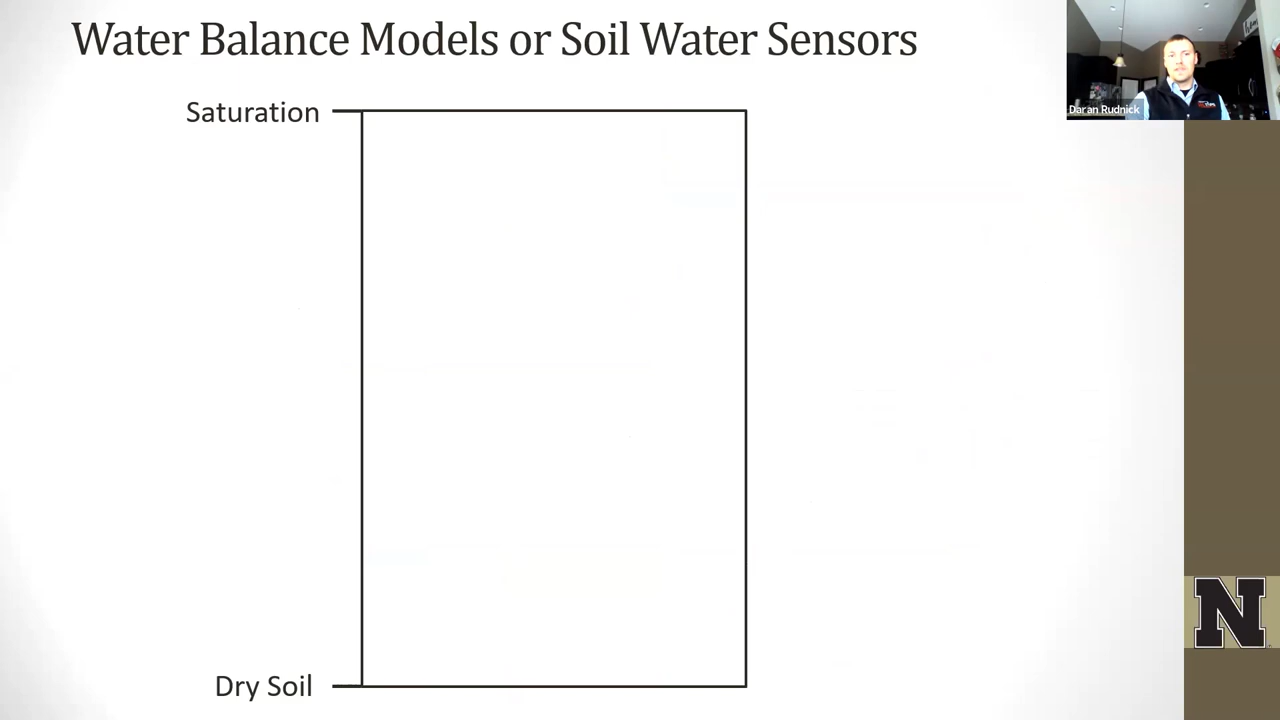 Water Balance Models or Soil Water Sensors
Saturation
Daran Rudnick
Dry Soil
N